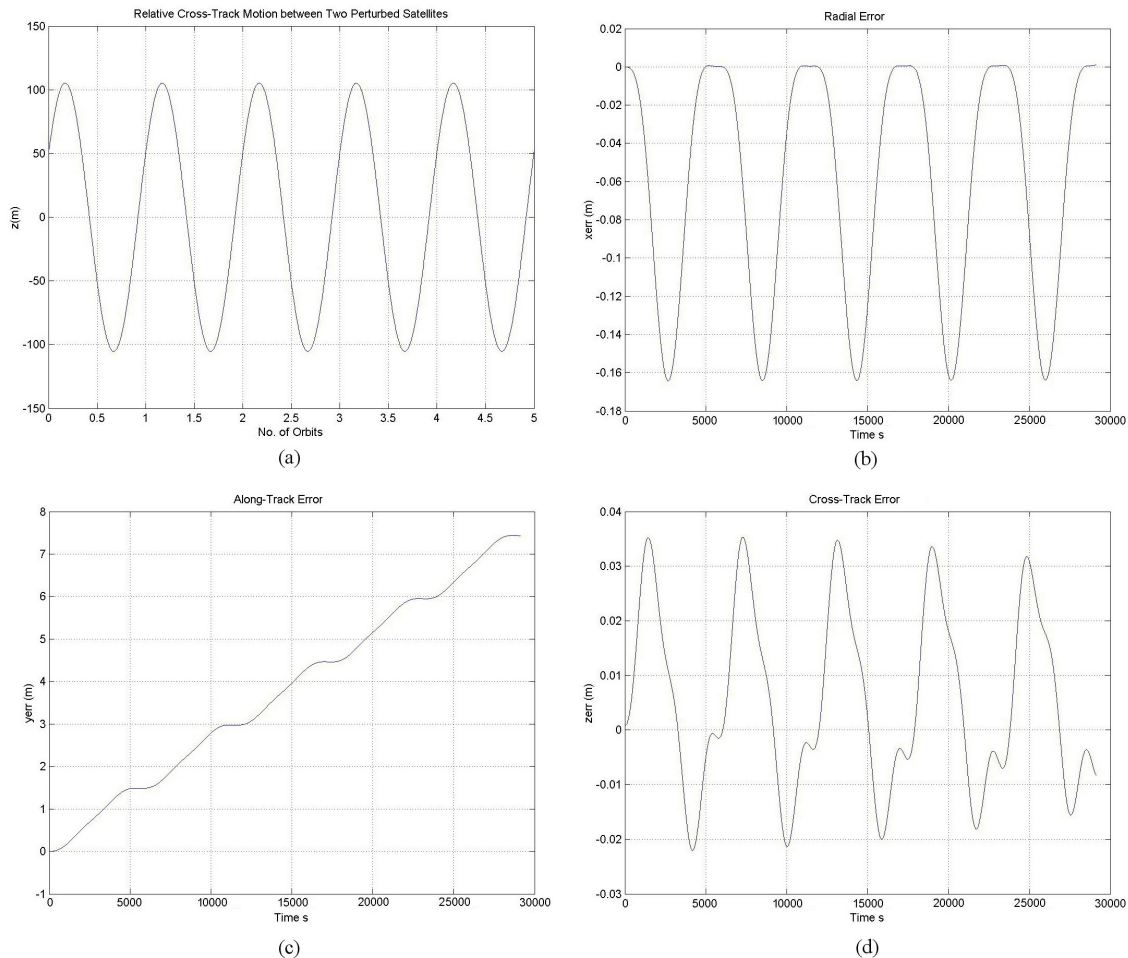 Relative Cross-Track Motion between Two Perturbed Satellites
150
100
50
0
-50
-100
-150
z(m)
0 0.5 1 1.5 2 2.5 3 3.5 4 4.5 5
No. of Orbits
(a)
Radial Error
0.02
0
-0.02
-0.04
-0.06
-0.08
-0.1
-0.12
-0.14
-0.16
-0.18
xerr (m)
0 5000 10000 15000 20000 25000 30000
Time s
(b)
Along-Track Error
8
7
6
5
4
3
2
1
0
-1
yerr (m)
0 5000 10000 15000 20000 25000 30000
Time s
(c)
Cross-Track Error
0.04
0.03
0.02
0.01
0
-0.01
-0.02
-0.03
zerr (m)
0 5000 10000 15000 20000 25000 30000
Time s
(d)